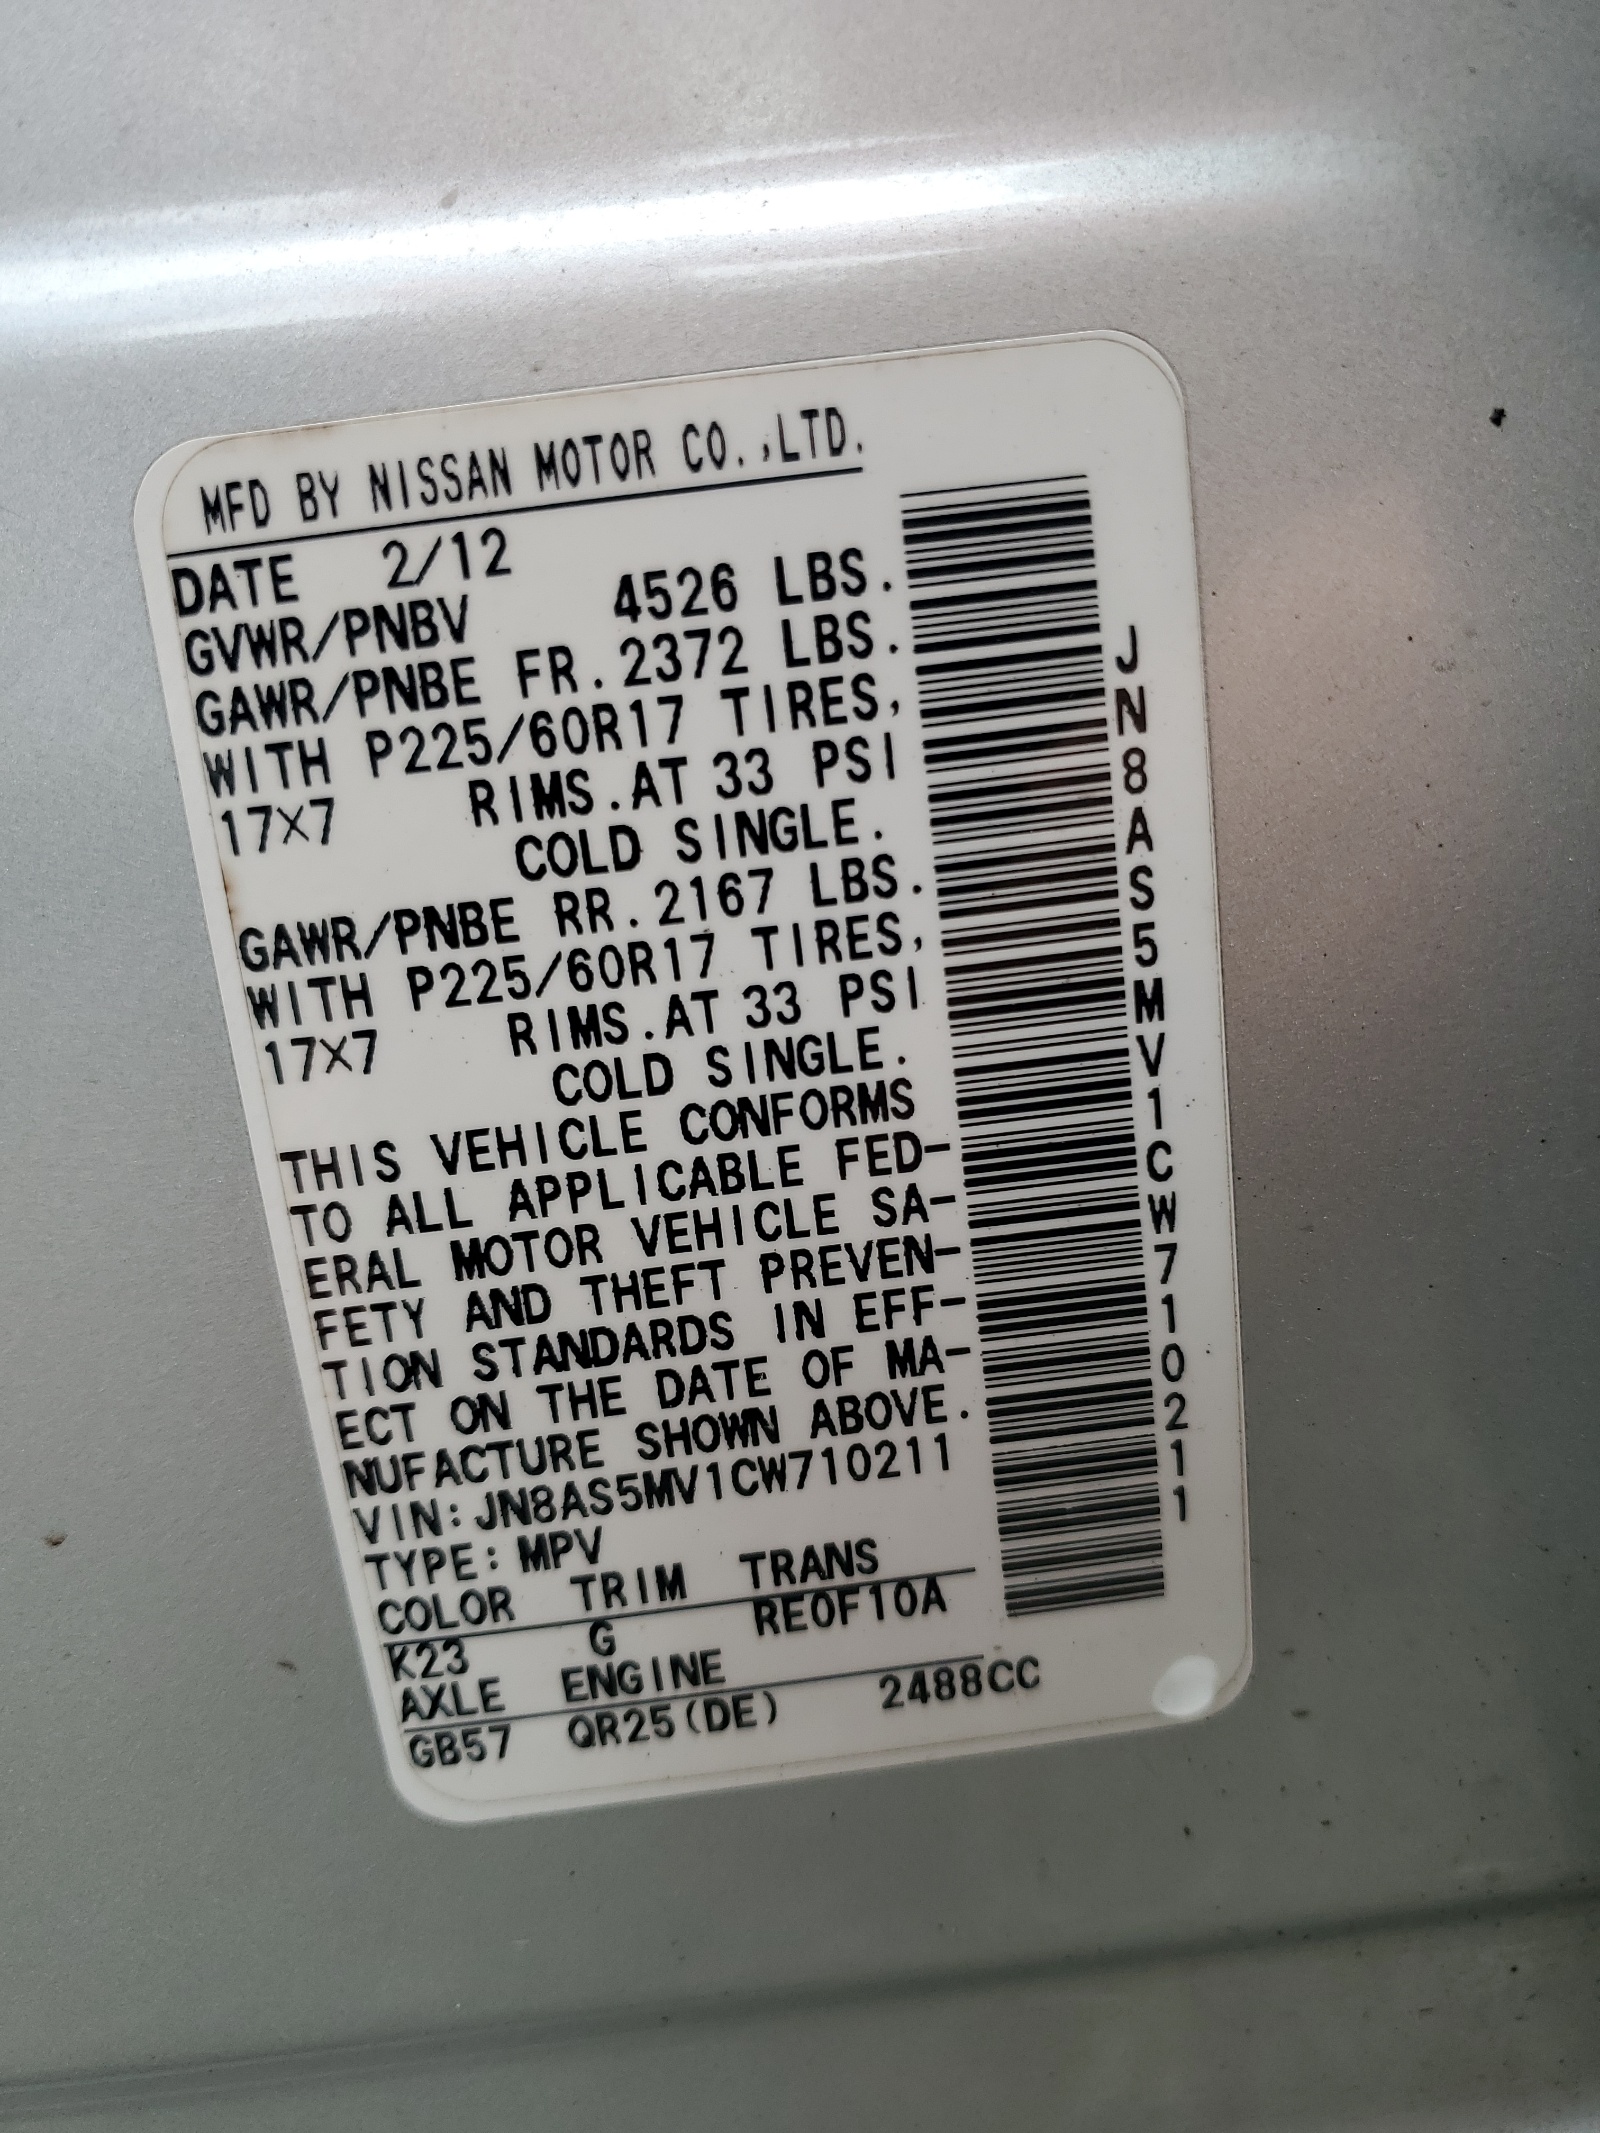 MFD BY NISSAN MOTOR CO.,LTD.
DATE 2/12
GVWR/PNBV 4526 LBS.
GAWR/PNBE FR.2372 LBS.
WITH P225/60R17 TIRES,
17X7 RIMS.AT 33 PSI
COLD SINGLE.
GAWR/PNBE RR.2167 LBS.
WITH P225/60R17 TIRES,
17X7 RIMS.AT 33 PSI
COLD SINGLE.
THIS VEHICLE CONFORMS
TO ALL APPLICABLE FED-
ERAL MOTOR VEHICLE SA-
FETY AND THEFT PREVEN-
TION STANDARDS IN EFF-
ECT ON THE DATE OF MA-
NUFACTURE SHOWN ABOVE.
VIN:JN8AS5MV1CW710211
TYPE:MPV
COLOR TRIM TRANS
K23 G RE0F10A
AXLE ENGINE
GB57 QR25(DE) 2488CC
JN8AS5MV1CW710211